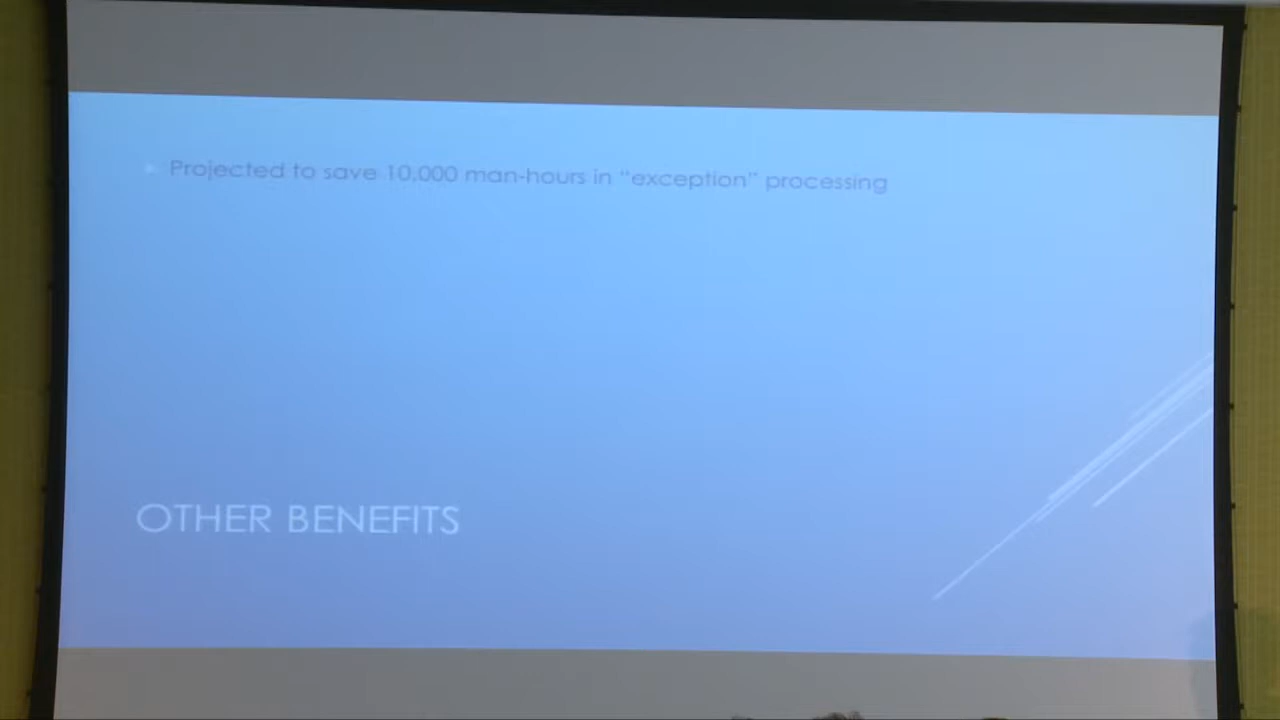 Projected to save 10,000 man-hours in “exception” processing
OTHER BENEFITS